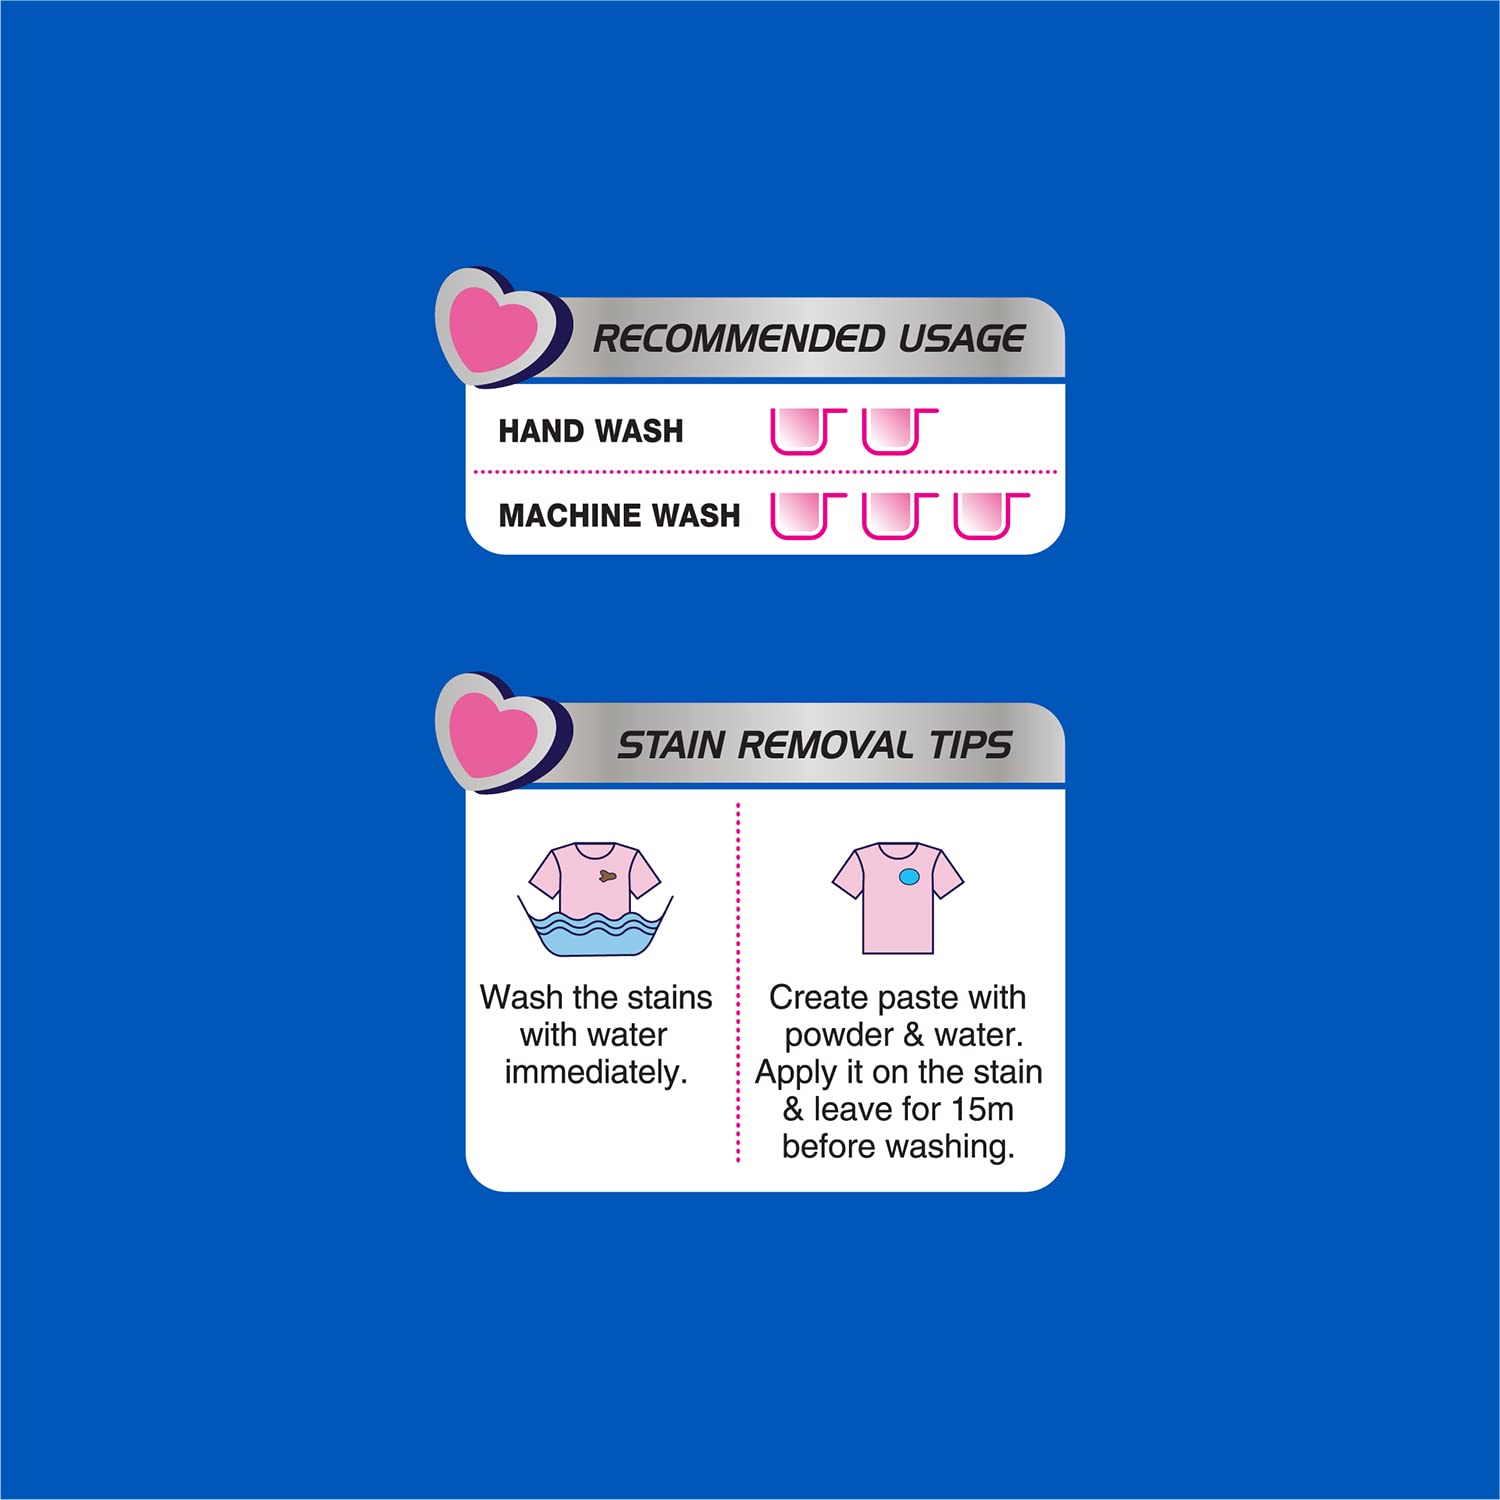 RECOMMENDED USAGE
HAND WASH
MACHINE WASH
STAIN REMOVAL TIPS
Wash the stains
with water
immediately.
Create paste with
powder & water.
Apply it on the stain
& leave for 15m
before washing.